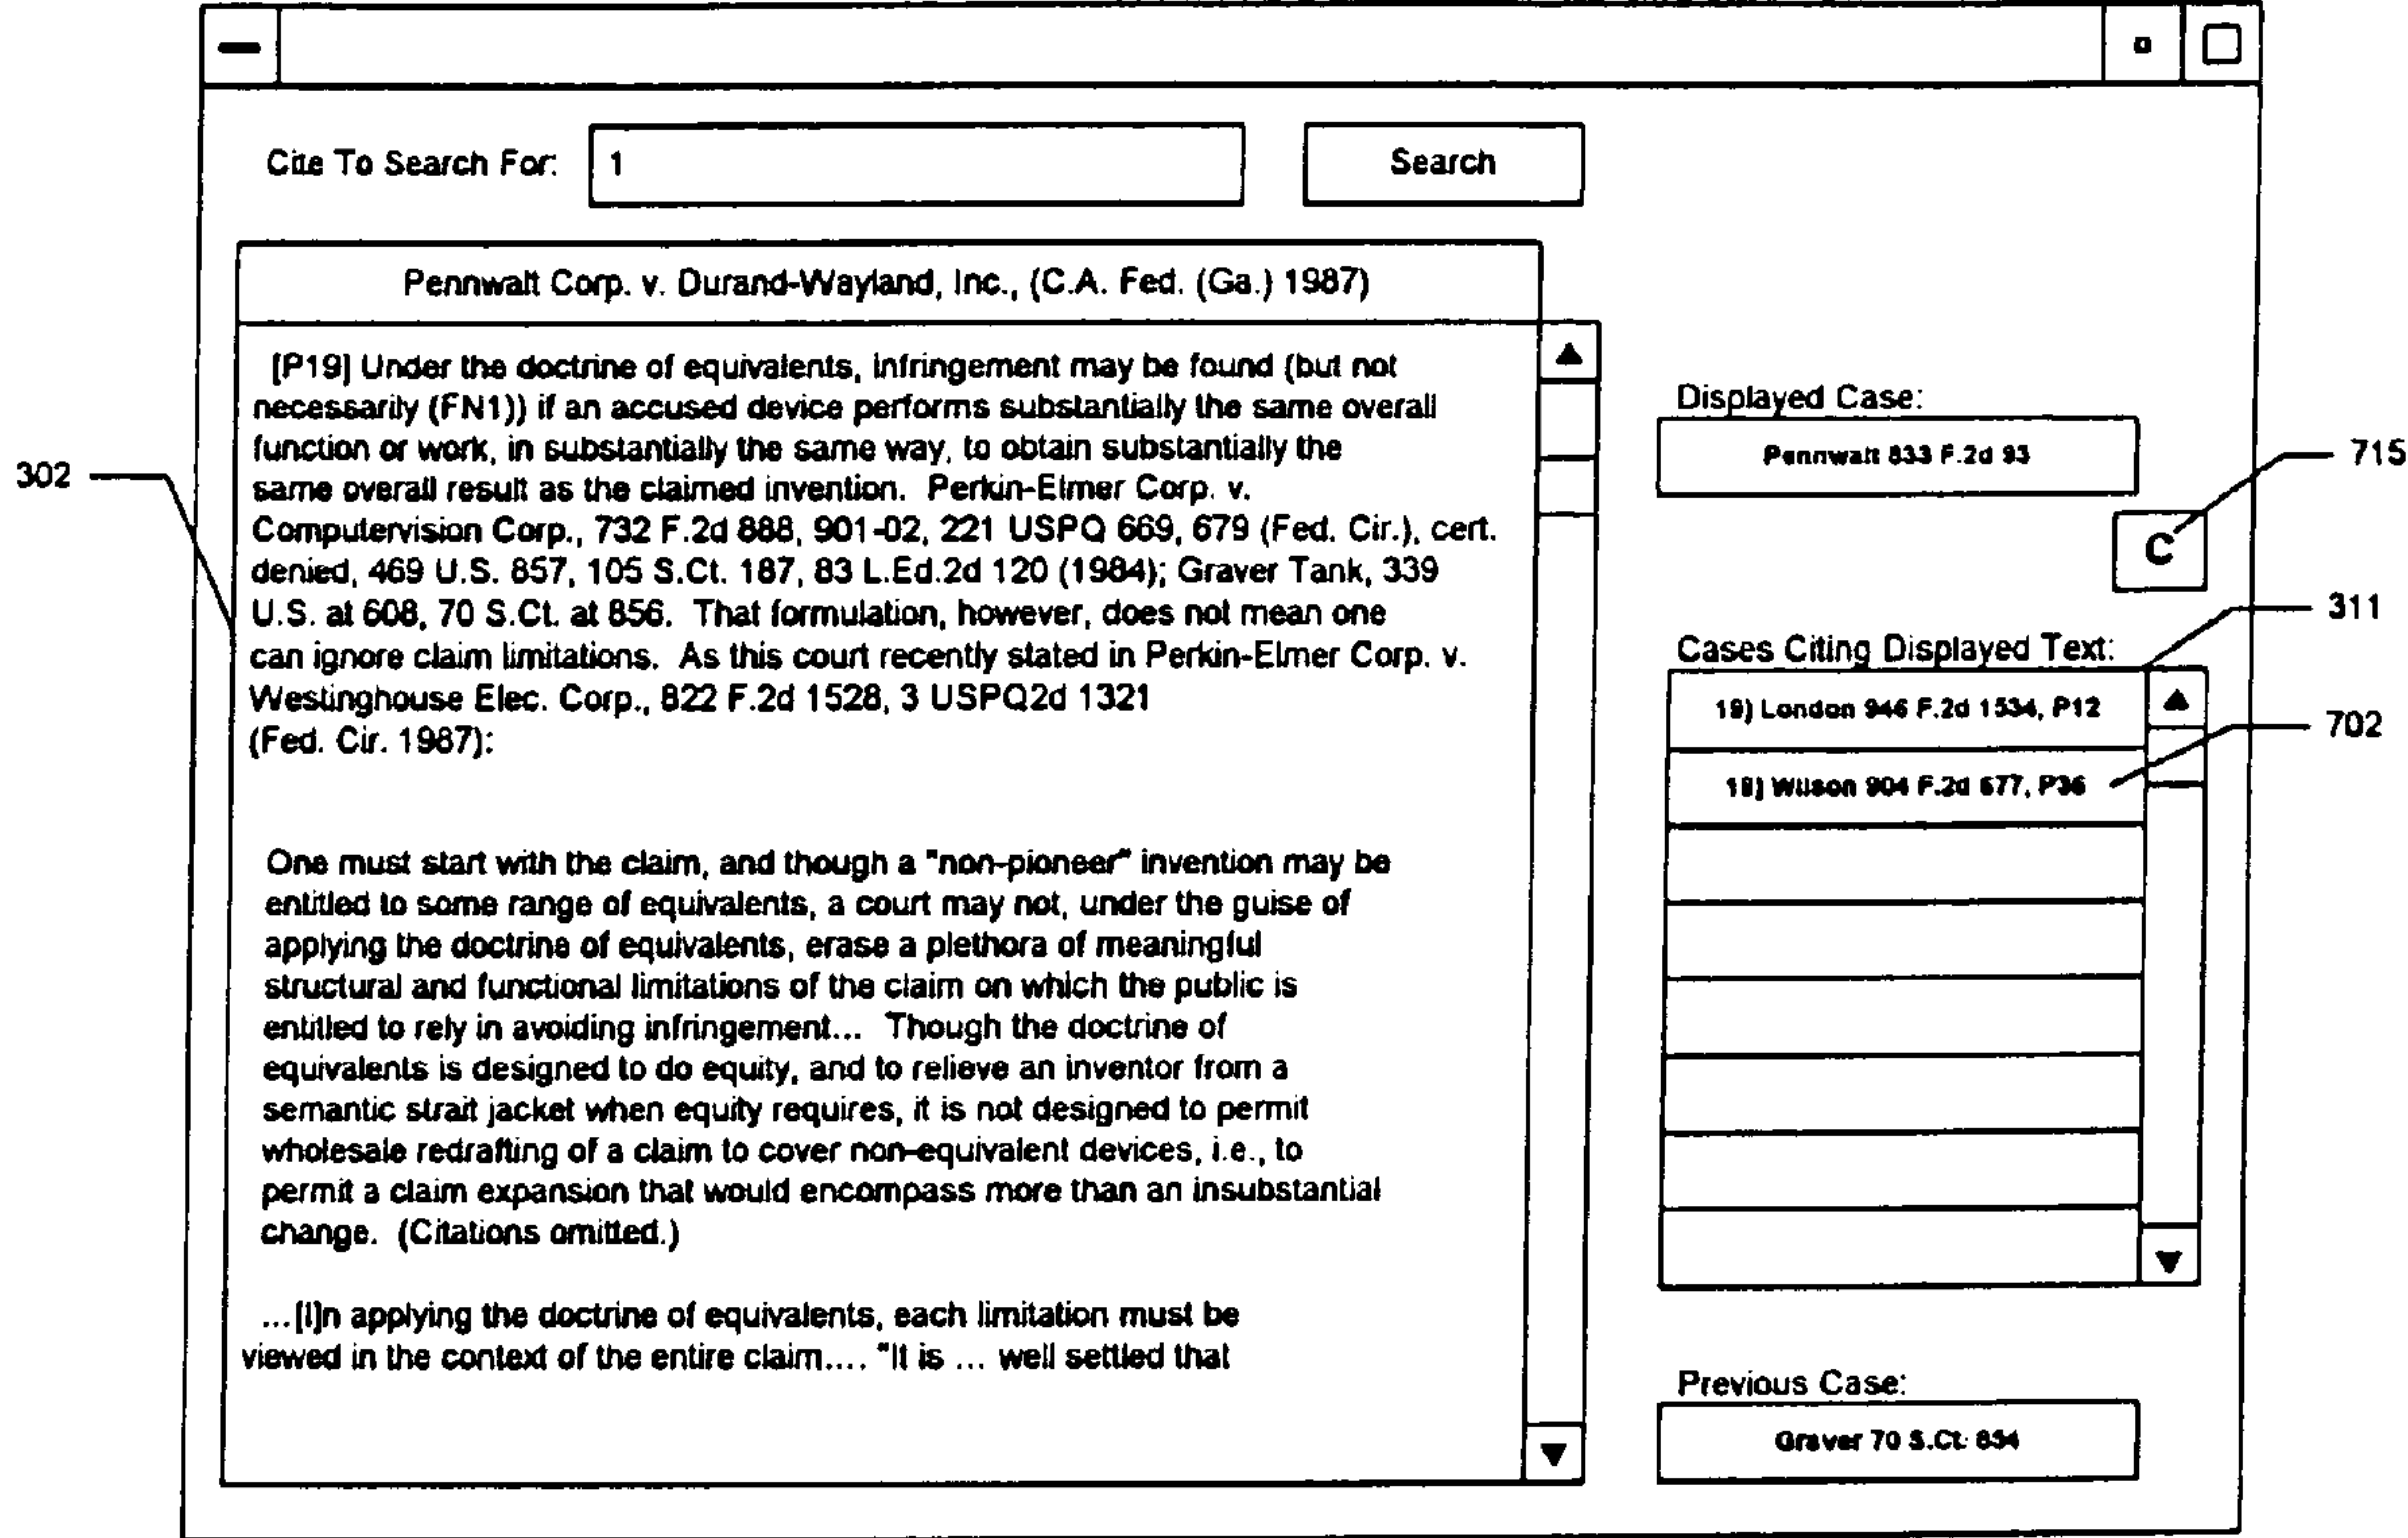 Cite To Search For:
1
Search
Pennwalt Corp. v. Durand-Wayland, Inc., (C.A. Fed. (Ga.) 1987)
[P19] Under the doctrine of equivalents, infringement may be found (but not
necessarily (FN1)) if an accused device performs substantially the same overall
function or work, in substantially the same way, to obtain substantially the
same overall result as the claimed invention. Perkin-Elmer Corp. v.
Computervision Corp., 732 F.2d 888, 901-02, 221 USPQ 669, 679 (Fed. Cir.), cert.
denied, 469 U.S. 857, 105 S.Ct. 187, 83 L.Ed.2d 120 (1984); Graver Tank, 339
U.S. at 608, 70 S.Ct. at 856. That formulation, however, does not mean one
can ignore claim limitations. As this court recently stated in Perkin-Elmer Corp. v.
Westinghouse Elec. Corp., 822 F.2d 1528, 3 USPQ2d 1321
(Fed. Cir. 1987):
One must start with the claim, and though a "non-pioneer" invention may be
entitled to some range of equivalents, a court may not, under the guise of
applying the doctrine of equivalents, erase a plethora of meaningful
structural and functional limitations of the claim on which the public is
entitled to rely in avoiding infringement... Though the doctrine of
equivalents is designed to do equity, and to relieve an inventor from a
semantic strait jacket when equity requires, it is not designed to permit
wholesale redrafting of a claim to cover non-equivalent devices, i.e., to
permit a claim expansion that would encompass more than an insubstantial
change. (Citations omitted.)
...[I]n applying the doctrine of equivalents, each limitation must be
viewed in the context of the entire claim.... "It is ... well settled that
302
Displayed Case:
Pennwalt 833 F.2d 93
715
C
311
Cases Citing Displayed Text:
19) London 946 F.2d 1534, P12
702
19) Wilson 904 F.2d 677, P36
Previous Case:
Graver 70 S.Ct. 854